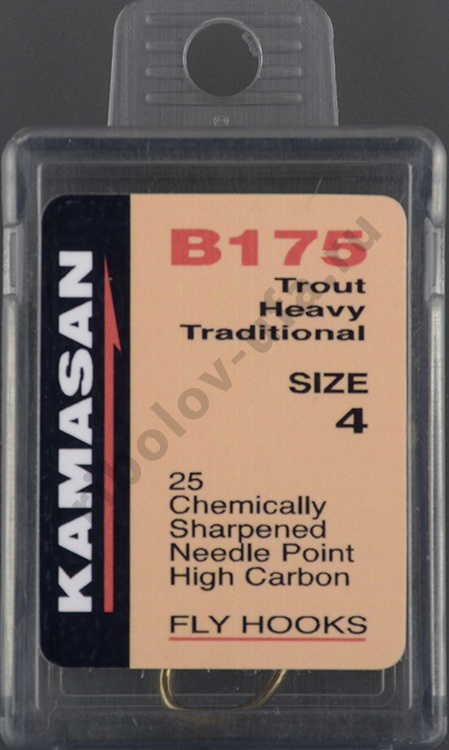 KAMASAN
B175
Trout
Heavy
Traditional
SIZE
4
25
Chemically
Sharpened
Needle Point
High Carbon
FLY HOOKS